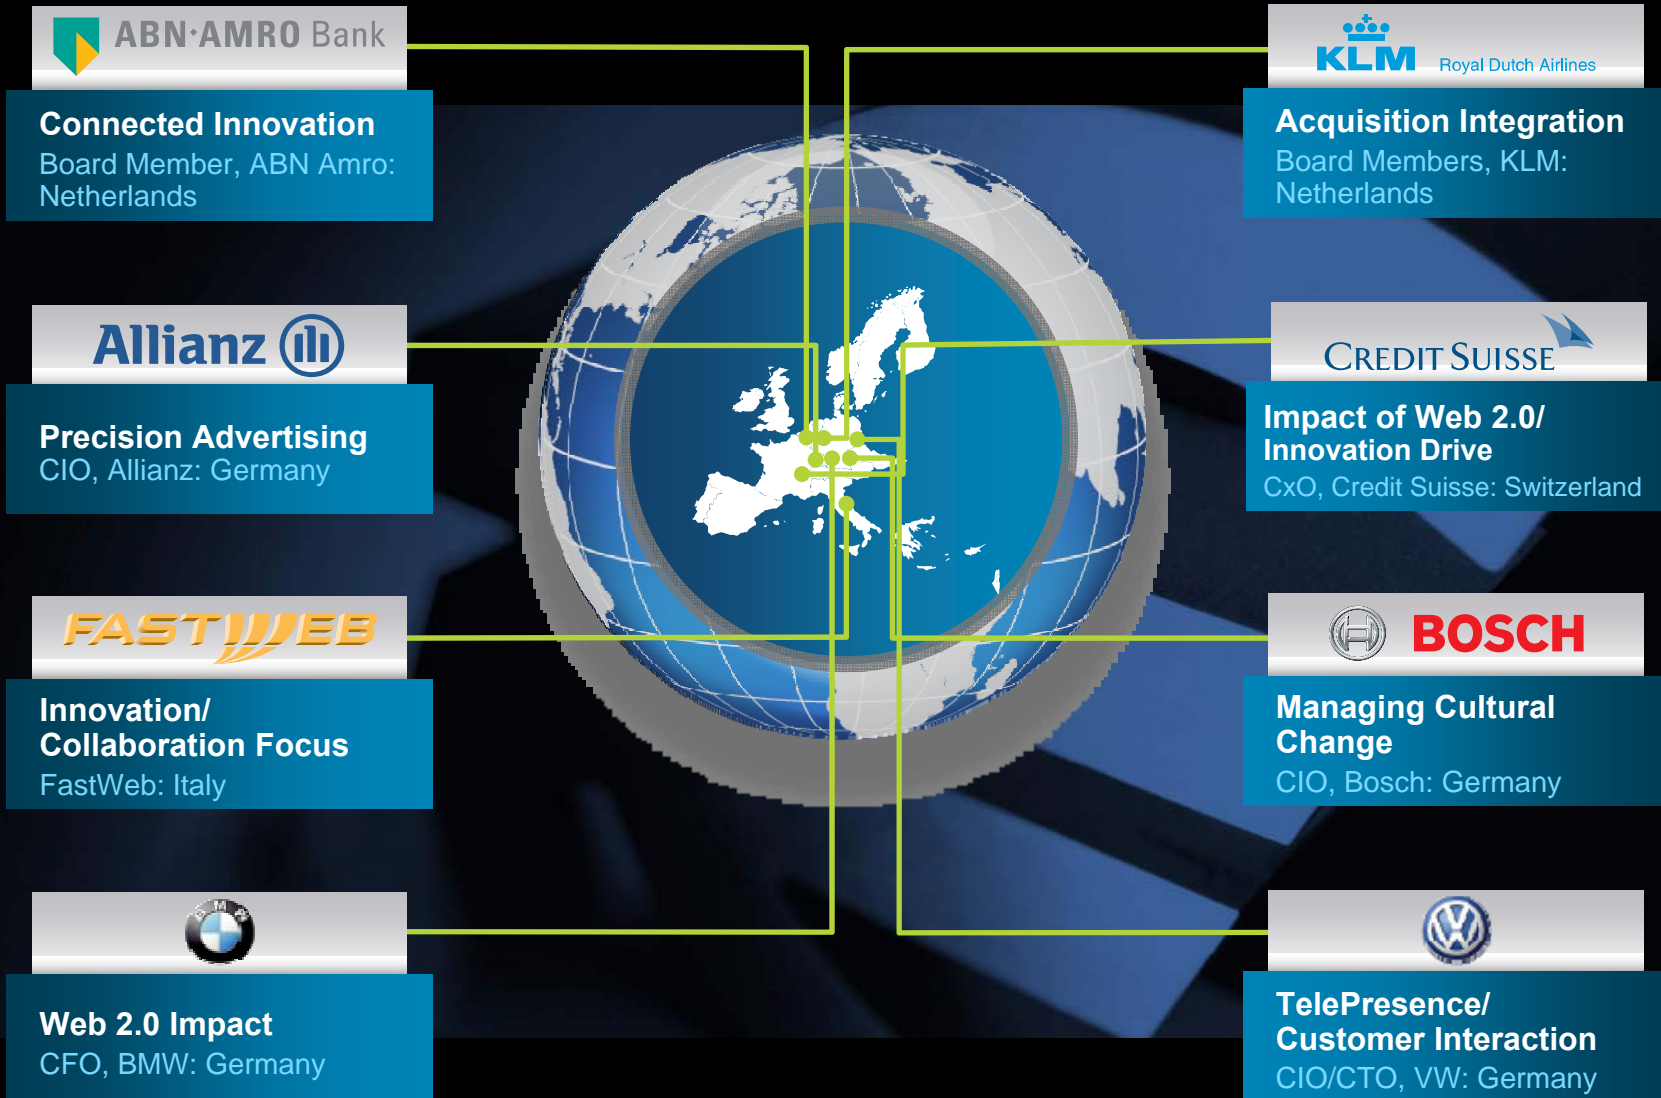 ABN·AMRO Bank
Connected Innovation
Board Member, ABN Amro:
Netherlands
Allianz
Precision Advertising
CIO, Allianz: Germany
FASTWEB
Innovation/
Collaboration Focus
FastWeb: Italy
BMW
Web 2.0 Impact
CFO, BMW: Germany
KLM Royal Dutch Airlines
Acquisition Integration
Board Members, KLM:
Netherlands
CREDIT SUISSE
Impact of Web 2.0/
Innovation Drive
CxO, Credit Suisse: Switzerland
BOSCH
Managing Cultural
Change
CIO, Bosch: Germany
VW
TelePresence/
Customer Interaction
CIO/CTO, VW: Germany